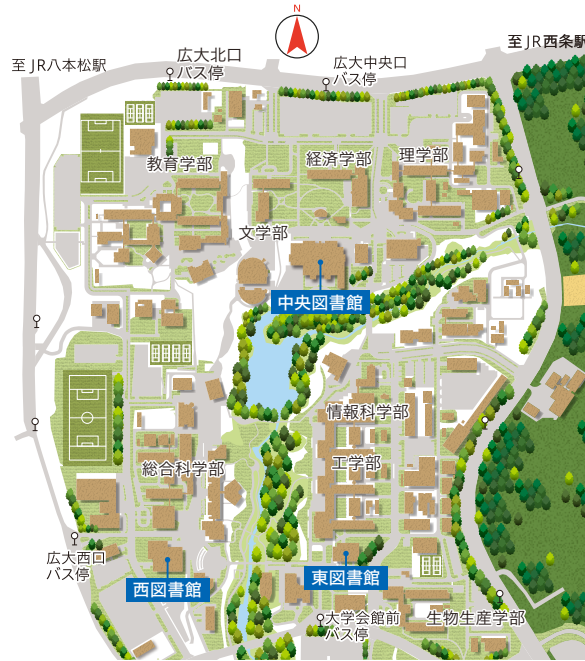 N
至JR西条駅
広大北口
バス停
広大中央口
バス停
至JR八本松駅
教育学部
経済学部
理学部
文学部
中央図書館
情報科学部
工学部
総合科学部
広大西口
バス停
西図書館
東図書館
大学会館前
バス停
生物生産学部